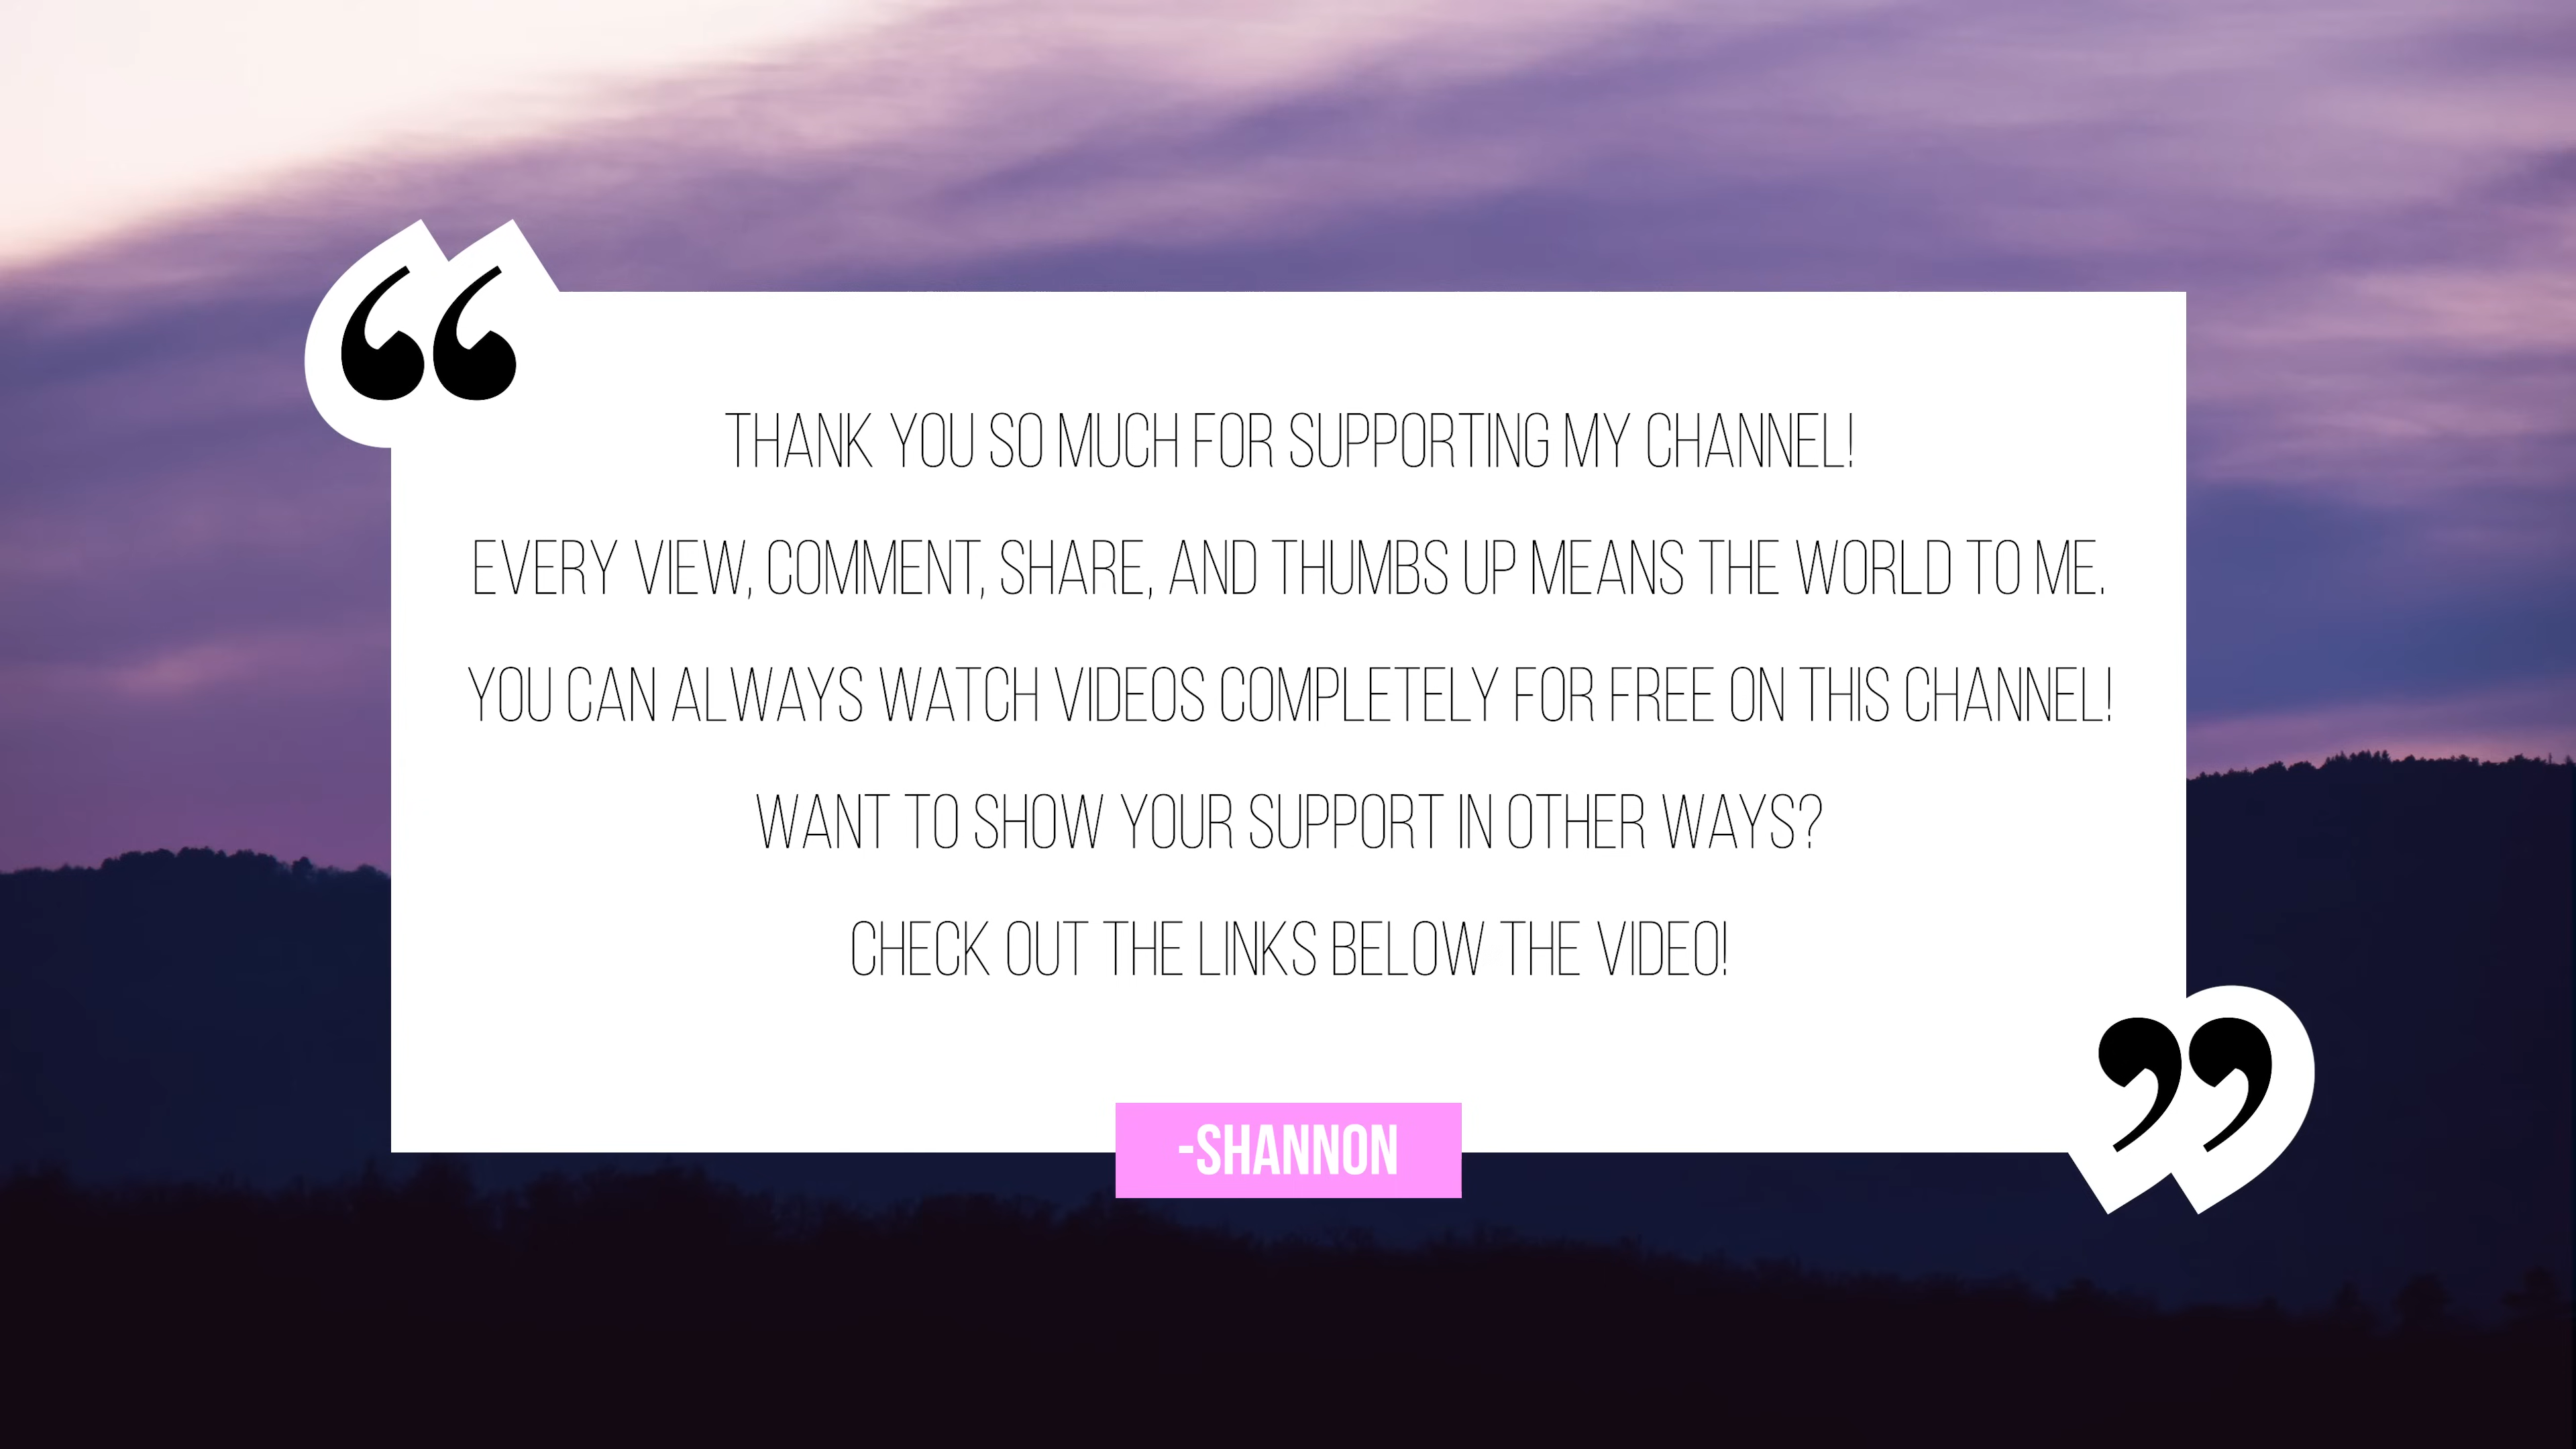 THANK YOU SO MUCH FOR SUPPORTING MY CHANNEL!
EVERY VIEW, COMMENT, SHARE, AND THUMBS UP MEANS THE WORLD TO ME.
YOU CAN ALWAYS WATCH VIDEOS COMPLETELY FOR FREE ON THIS CHANNEL!
WANT TO SHOW YOUR SUPPORT IN OTHER WAYS?
CHECK OUT THE LINKS BELOW THE VIDEO!
-SHANNON